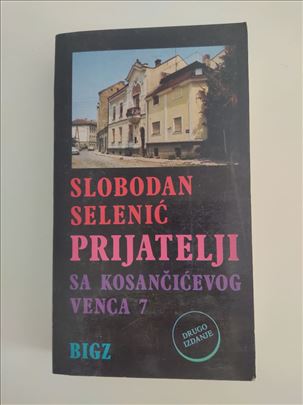 SLOBODAN
SELENIĆ
PRIJATELJI
SA KOSANČIĆEVOG
VENCA 7
DRUGO
IZDANJE
BIGZ